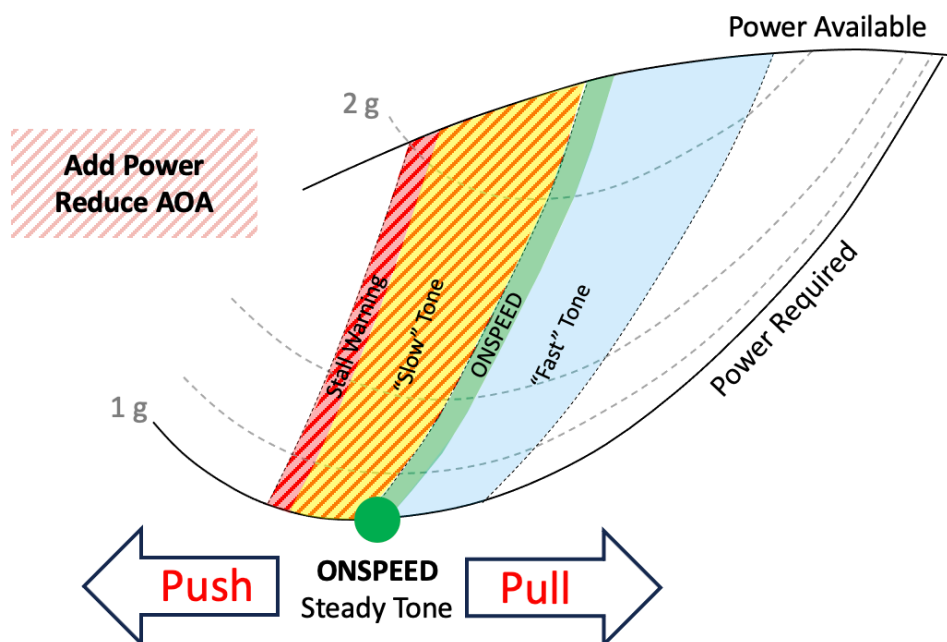 Power Available
2 g
Add Power
Reduce AOA
Stall Warning
“Slow” Tone
ONSPEED
“Fast” Tone
Power Required
1 g
Push
ONSPEED
Steady Tone
Pull